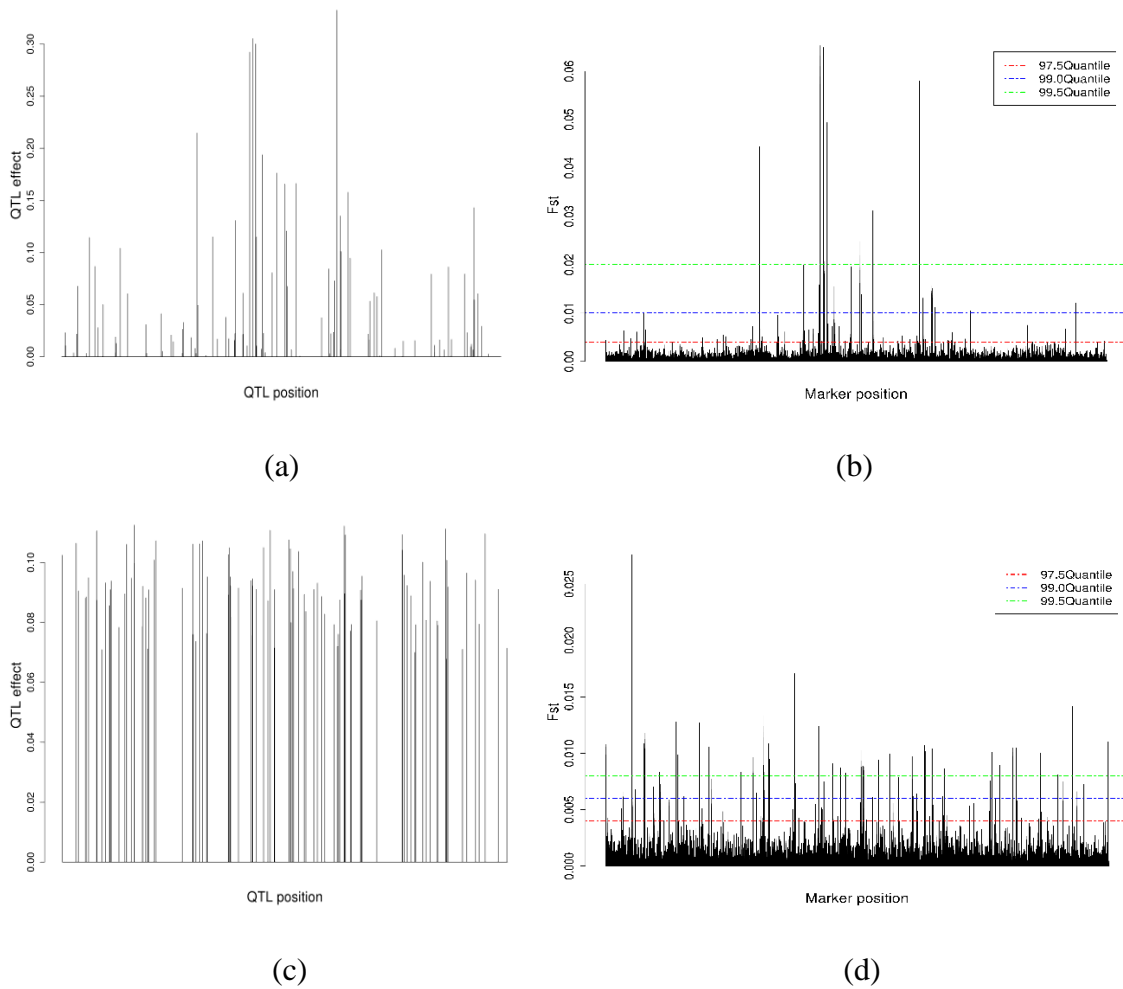 QTL effect
0.00 0.05 0.10 0.15 0.20 0.30
QTL position
(a)
Fst
0.00 0.01 0.02 0.03 0.04 0.05 0.06
Marker position
97.5Quantile
99.0Quantile
99.5Quantile
(b)
QTL effect
0.00 0.02 0.04 0.06 0.08 0.10
QTL position
(c)
Fst
0.000 0.005 0.010 0.015 0.020 0.025
Marker position
97.5Quantile
99.0Quantile
99.5Quantile
(d)